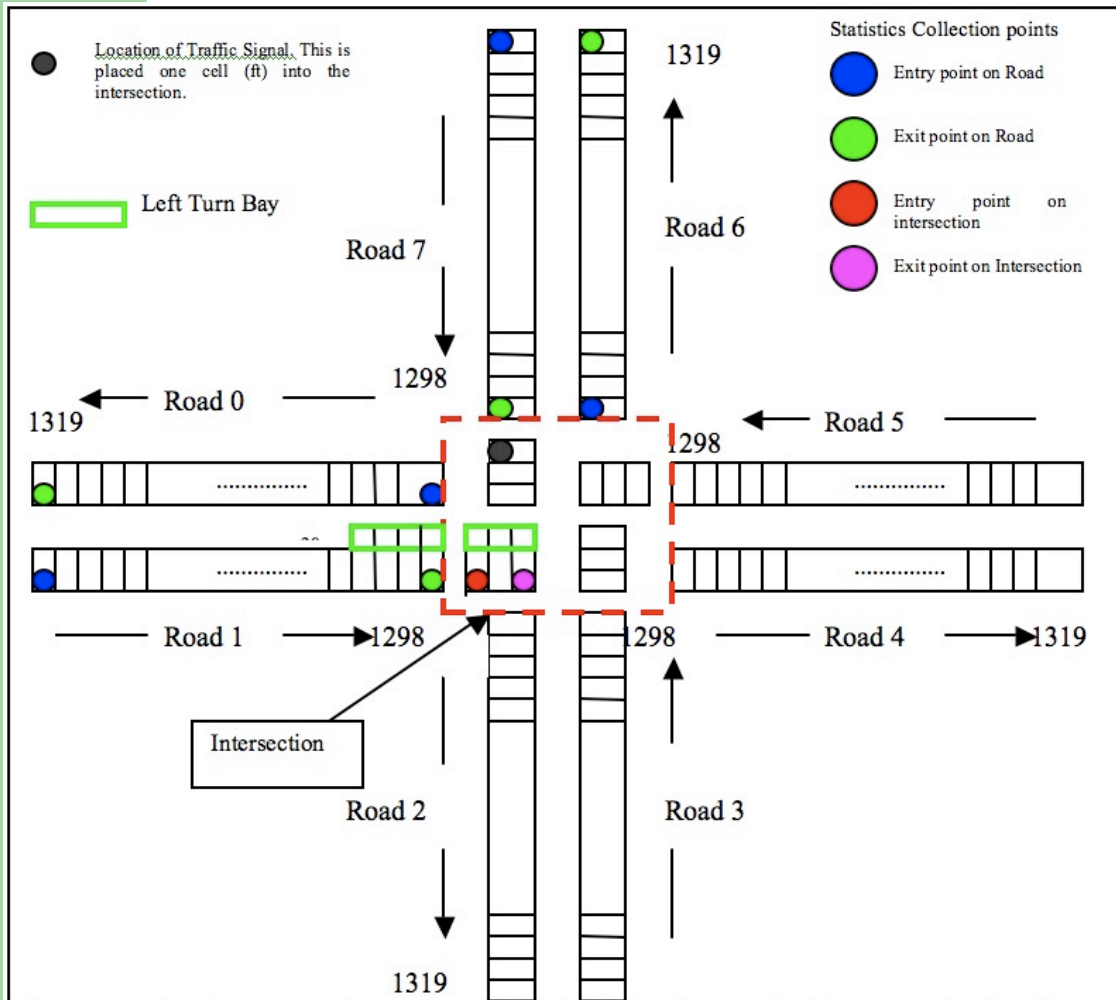 Location of Traffic Signal. This is
placed one cell (ft) into the
intersection.
Left Turn Bay
Statistics Collection points
Entry point on Road
Exit point on Road
Entry point on
intersection
Exit point on Intersection
1319
Road 7
Road 6
1298
Road 0
1319
Road 5
1298
...............
...............
...............
...............
Road 1
1298
1298
Road 4
1319
Intersection
Road 2
Road 3
1319